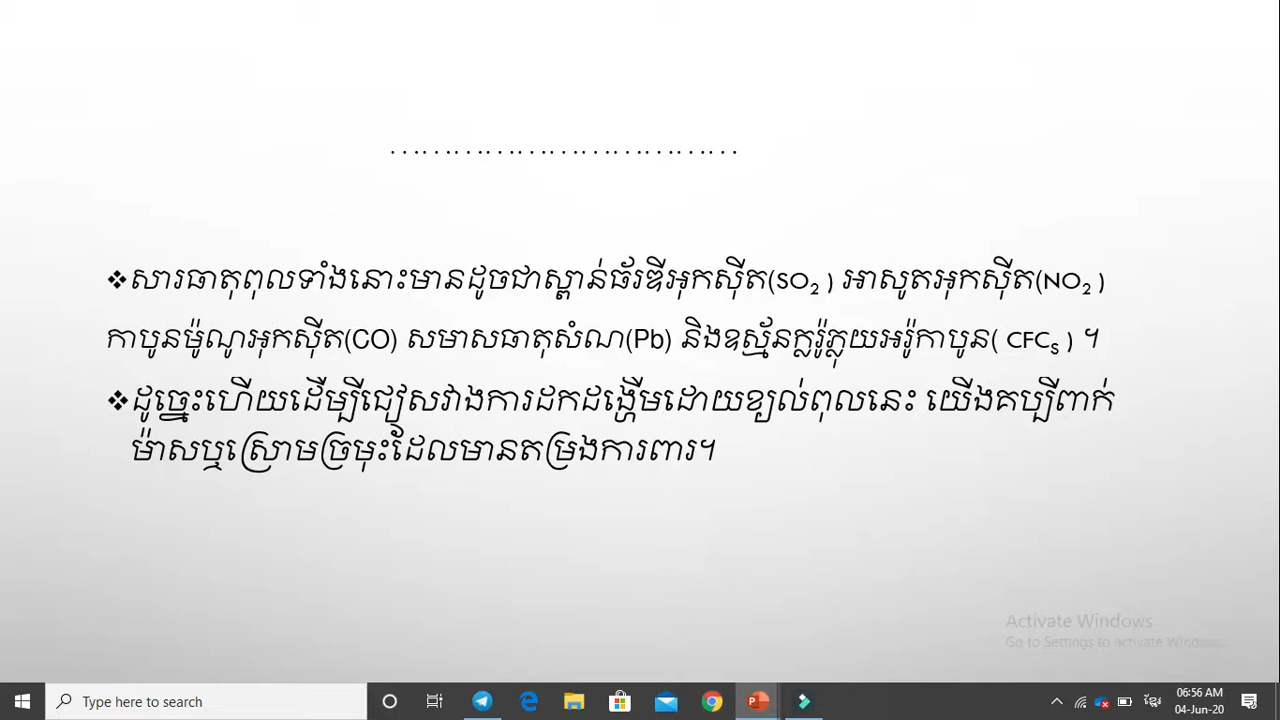 ..................................
❖សារធាតុពុលទាំងនោះមានដូចជាស្ពាន់ធ័រឌីអុកស៊ីត(SO₂ ) អាសូតអុកស៊ីត(NO₂ )
កាបូនម៉ូណូអុកស៊ីត(CO) សមាសធាតុសំណ(Pb) និងឧស្ម័នក្លរ៉ូភ្លុយអរ៉ូកាបូន( CFCs ) ។
❖ដូច្នេះហើយដើម្បីជៀសវាងការដកដង្ហើមដោយខ្យល់ពុលនេះ យើងគប្បីពាក់
ម៉ាសឬស្រោមច្រមុះដែលមានតម្រងការពារ។
Activate Windows
Go to Settings to activate Windows.
Type here to search
06:56 AM
04-Jun-20